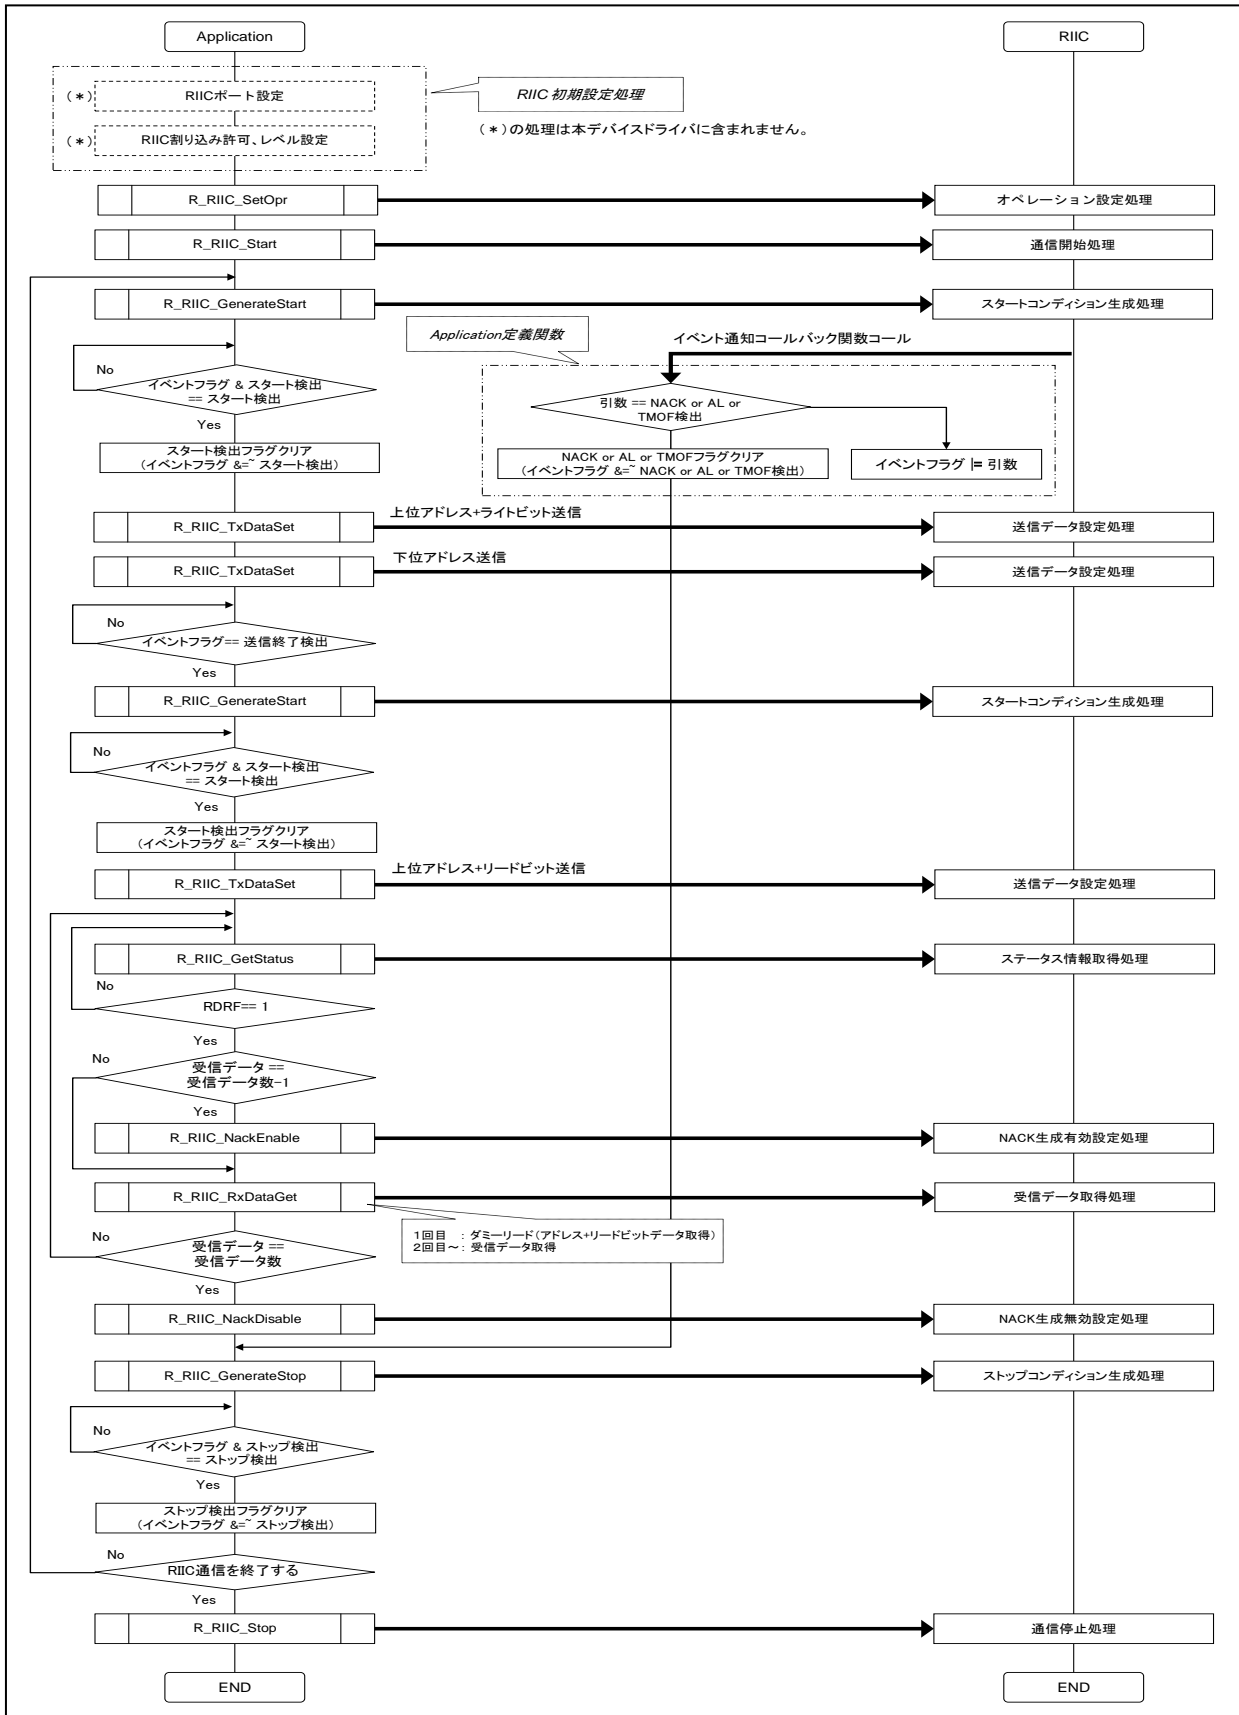 Application
RIIC
(*)
RIICポート設定
RIIC 初期設定処理
(*)の処理は本デバイスドライバに含まれません。
(*)
RIIC割り込み許可、レベル設定
R_RIIC_SetOpr
オペレーション設定処理
R_RIIC_Start
通信開始処理
R_RIIC_GenerateStart
スタートコンディション生成処理
Application定義関数
イベント通知コールバック関数コール
No
イベントフラグ & スタート検出
== スタート検出
Yes
引数 == NACK or AL or
TMOF検出
スタート検出フラグクリア
(イベントフラグ &=~ スタート検出)
NACK or AL or TMOFフラグクリア
(イベントフラグ &=~ NACK or AL or TMOF検出)
イベントフラグ |= 引数
上位アドレス+ライトビット送信
R_RIIC_TxDataSet
送信データ設定処理
下位アドレス送信
R_RIIC_TxDataSet
送信データ設定処理
No
イベントフラグ== 送信終了検出
Yes
R_RIIC_GenerateStart
スタートコンディション生成処理
No
イベントフラグ & スタート検出
== スタート検出
Yes
スタート検出フラグクリア
(イベントフラグ &=~ スタート検出)
上位アドレス+リードビット送信
R_RIIC_TxDataSet
送信データ設定処理
R_RIIC_GetStatus
ステータス情報取得処理
No
RDRF== 1
Yes
No
受信データ ==
受信データ数-1
Yes
R_RIIC_NackEnable
NACK生成有効設定処理
R_RIIC_RxDataGet
受信データ取得処理
1回目 : ダミーリード(アドレス+リードビットデータ取得)
2回目~: 受信データ取得
No
受信データ ==
受信データ数
Yes
R_RIIC_NackDisable
NACK生成無効設定処理
R_RIIC_GenerateStop
ストップコンディション生成処理
No
イベントフラグ & ストップ検出
== ストップ検出
Yes
ストップ検出フラグクリア
(イベントフラグ &=~ ストップ検出)
No
RIIC通信を終了する
Yes
R_RIIC_Stop
通信停止処理
END
END